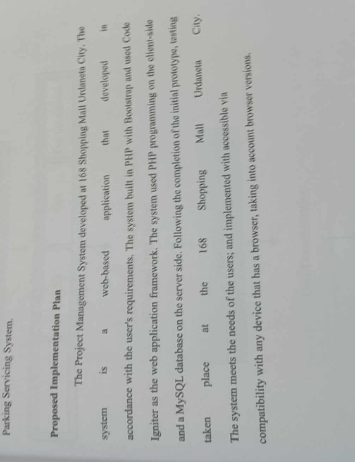 Parking Servicing System.
Proposed Implementation Plan
The Project Management System developed at 168 Shopping Mall Urdaneta City. The
system is a web-based application that developed in
accordance with the user's requirements. The system built in PHP with Bootstrap and used Code
Igniter as the web application framework. The system used PHP programming on the client-side
and a MySQL database on the server side. Following the completion of the initial prototype, testing
taken place at the 168 Shopping Mall Urdaneta City.
The system meets the needs of the users; and implemented with accessible via
compatibility with any device that has a browser, taking into account browser versions.